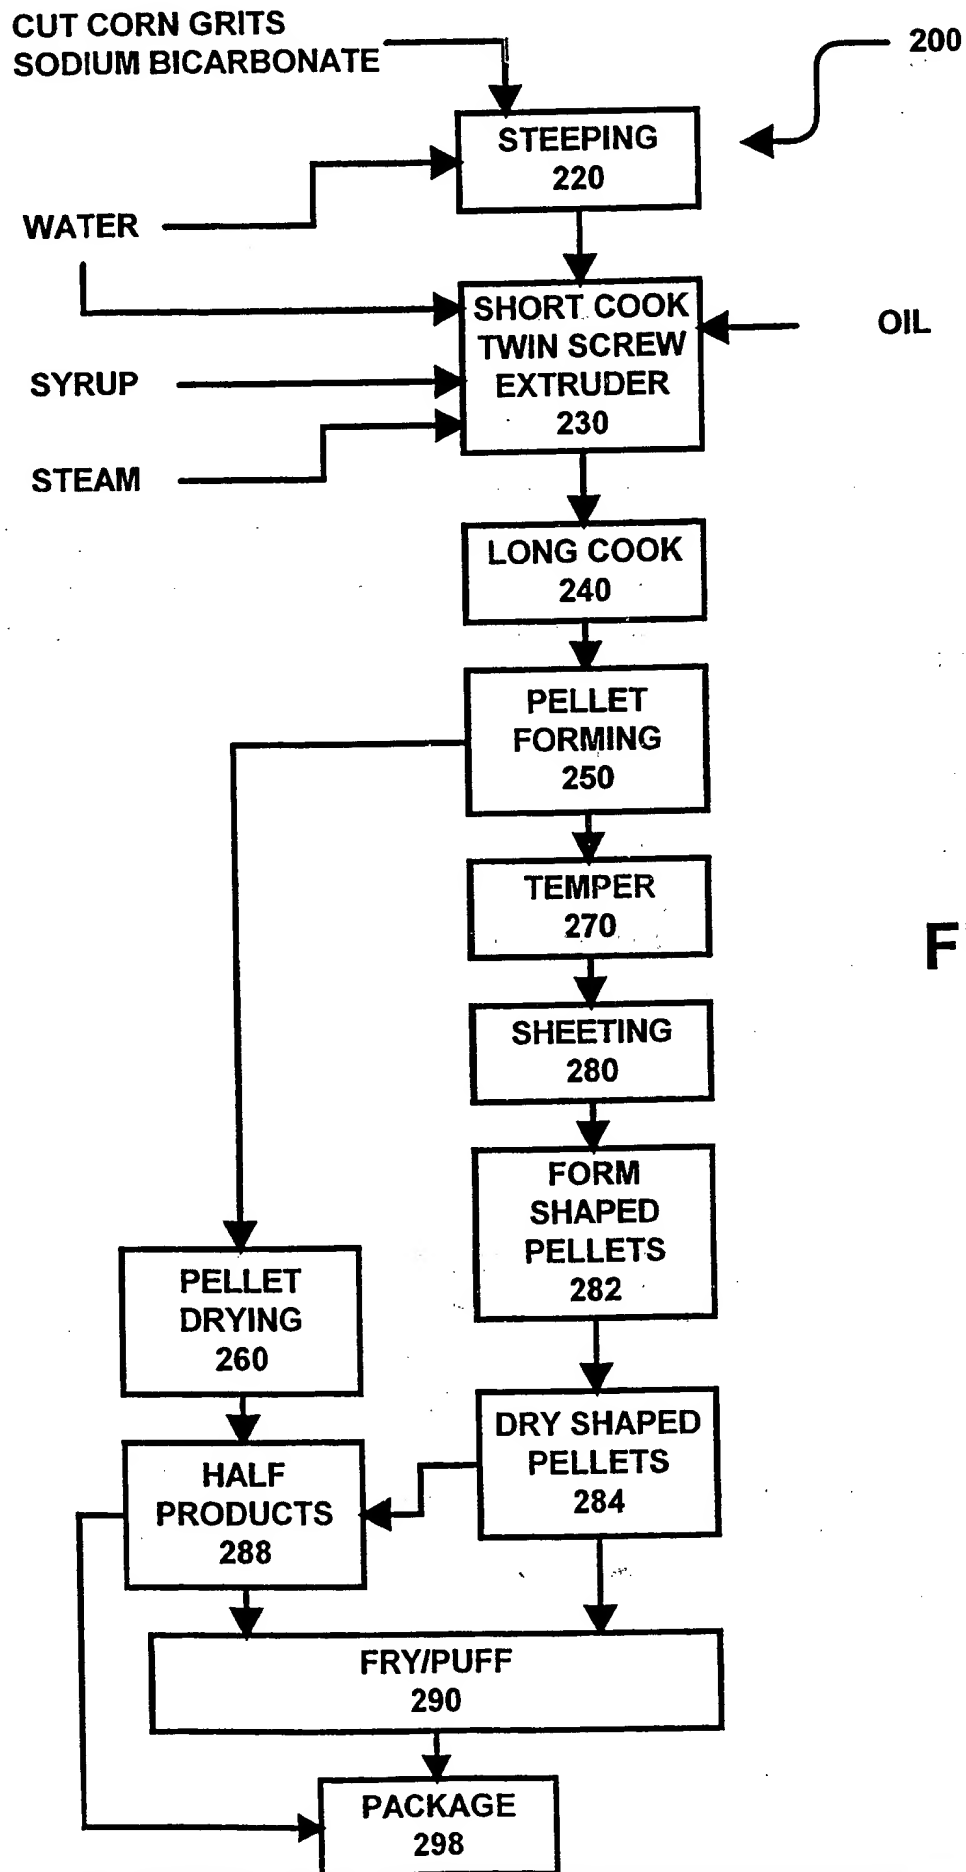 CUT CORN GRITS
SODIUM BICARBONATE
200
STEEPING
220
WATER
SHORT COOK
TWIN SCREW
EXTRUDER
230
OIL
SYRUP
STEAM
LONG COOK
240
PELLET
FORMING
250
TEMPER
270
F
SHEETING
280
FORM
SHAPED
PELLETS
282
PELLET
DRYING
260
DRY SHAPED
PELLETS
284
HALF
PRODUCTS
288
FRY/PUFF
290
PACKAGE
298